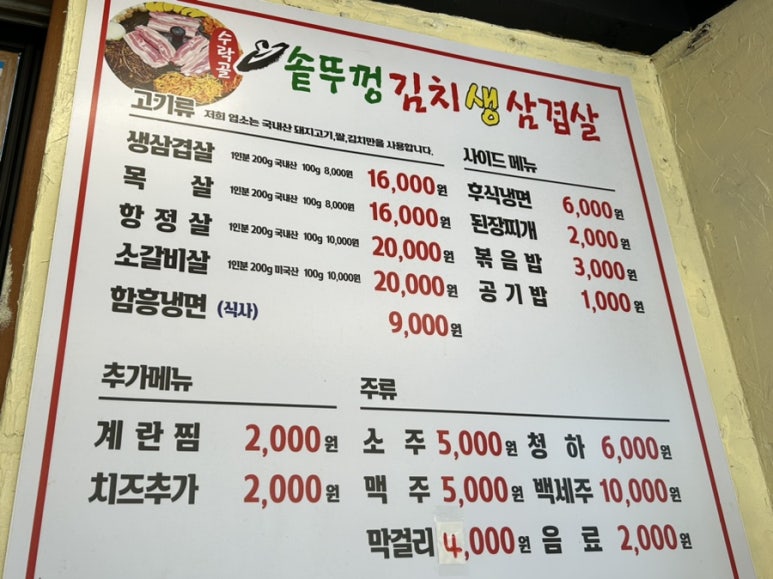 수락골
솥뚜껑김치생삼겹살
고기류 저희 업소는 국내산 돼지고기,쌀,김치만을 사용합니다.
생삼겹살 1인분 200g 국내산 100g 8,000원 16,000원
목살 1인분 200g 국내산 100g 8,000원 16,000원
항정살 1인분 200g 국내산 100g 10,000원 20,000원
소갈비살 1인분 200g 미국산 100g 10,000원 20,000원
함흥냉면 (식사) 9,000원
사이드 메뉴
후식냉면 6,000원
된장찌개 2,000원
볶음밥 3,000원
공기밥 1,000원
추가메뉴
계란찜 2,000원
치즈추가 2,000원
주류
소주 5,000원 청하 6,000원
맥주 5,000원 백세주 10,000원
막걸리 4,000원 음료 2,000원